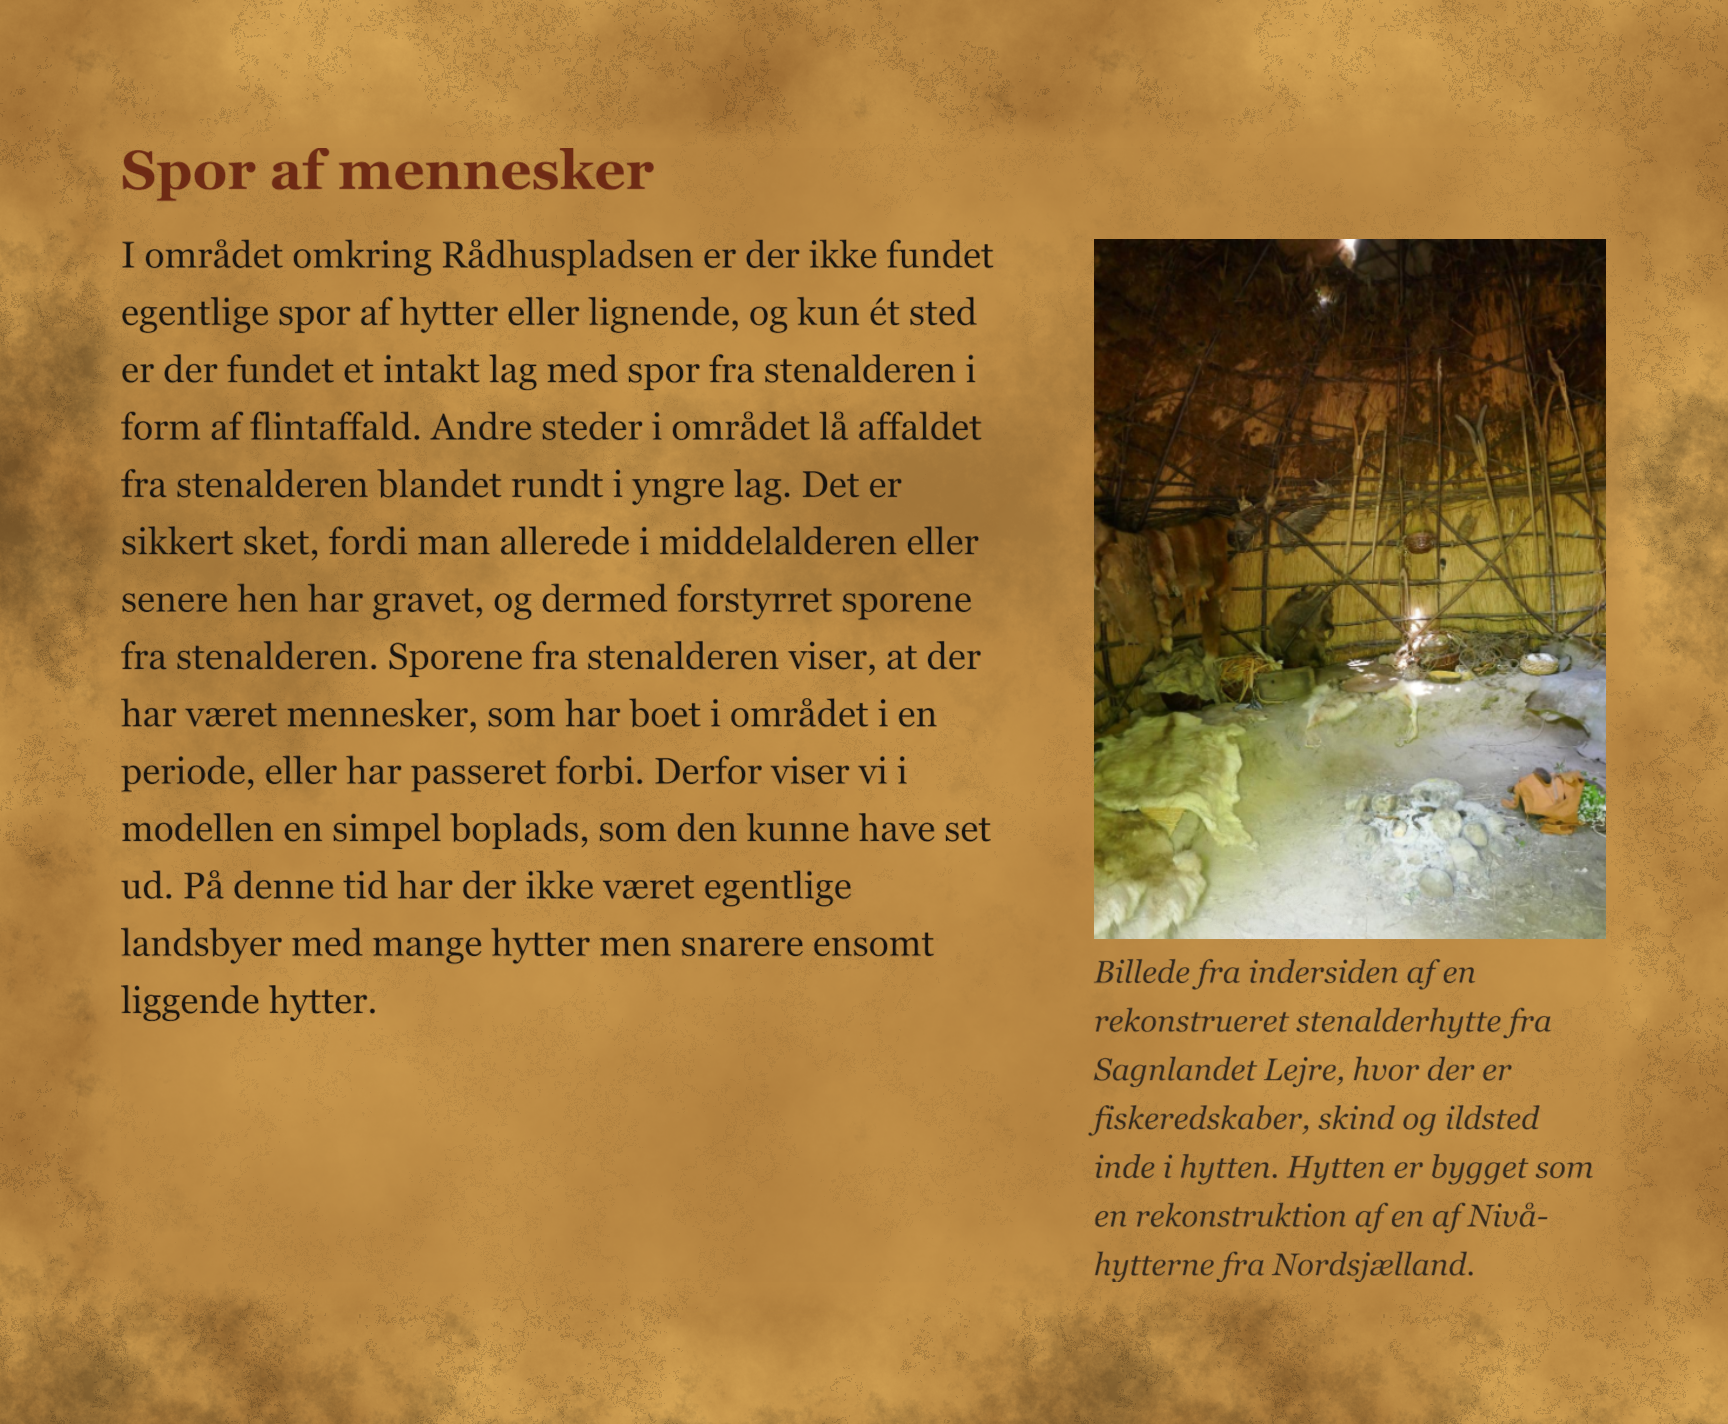 Spor af mennesker
I området omkring Rådhuspladsen er der ikke fundet
egentlige spor af hytter eller lignende, og kun ét sted
er der fundet et intakt lag med spor fra stenalderen i
form af flintaffald. Andre steder i området lå affaldet
fra stenalderen blandet rundt i yngre lag. Det er
sikkert sket, fordi man allerede i middelalderen eller
senere hen har gravet, og dermed forstyrret sporene
fra stenalderen. Sporene fra stenalderen viser, at der
har været mennesker, som har boet i området i en
periode, eller har passeret forbi. Derfor viser vi i
modellen en simpel boplads, som den kunne have set
ud. På denne tid har der ikke været egentlige
landsbyer med mange hytter men snarere ensomt
liggende hytter.
Billede fra indersiden af en
rekonstrueret stenalderhytte fra
Sagnlandet Lejre, hvor der er
fiskeredskaber, skind og ildsted
inde i hytten. Hytten er bygget som
en rekonstruktion af en af Nivå-
hytterne fra Nordsjælland.